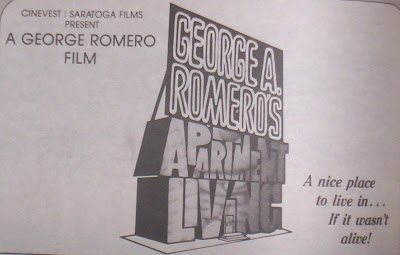 CINEVEST / SARATOGA FILMS
PRESENT
A GEORGE ROMERO
FILM
GEORGE A.
ROMERO'S
APARTMENT
LIVING
A nice place
to live in...
If it wasn't
alive!